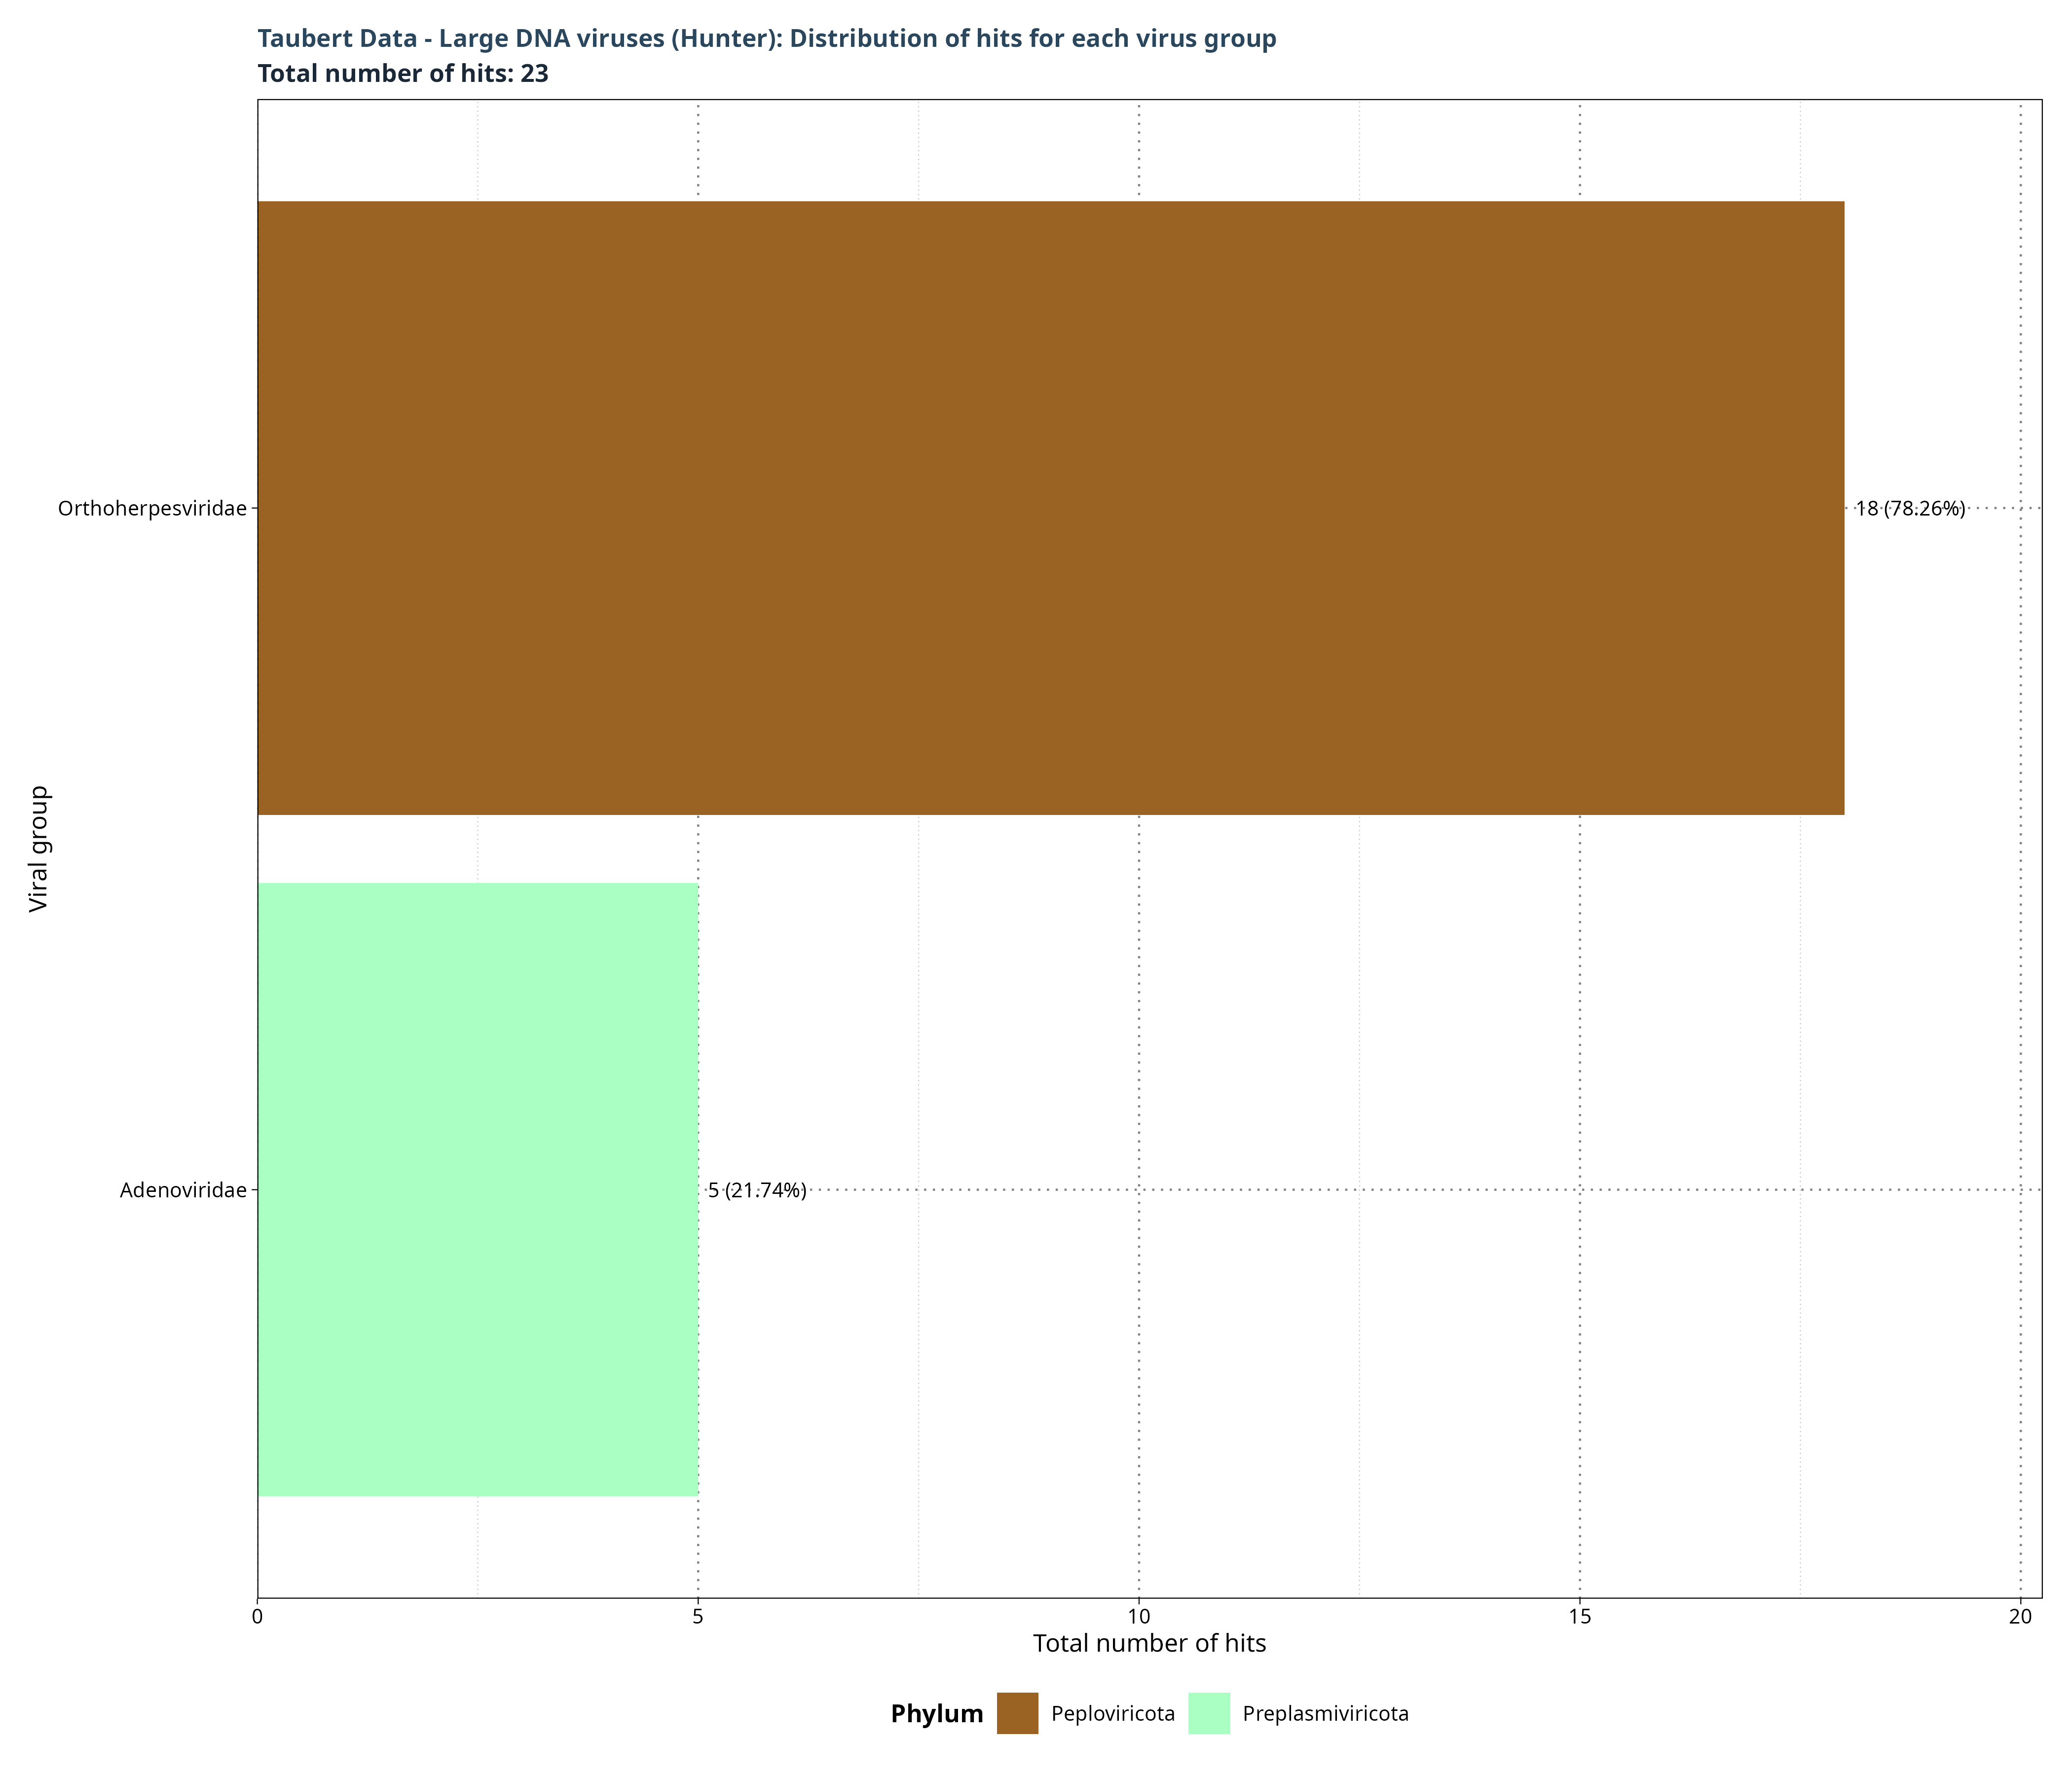 Taubert Data - Large DNA viruses (Hunter): Distribution of hits for each virus group
Total number of hits: 23
Viral group
Orthoherpesviridae
18 (78.26%)
Adenoviridae
5 (21.74%)
0 5 10 15 20
Total number of hits
Phylum Peploviricota Preplasmiviricota